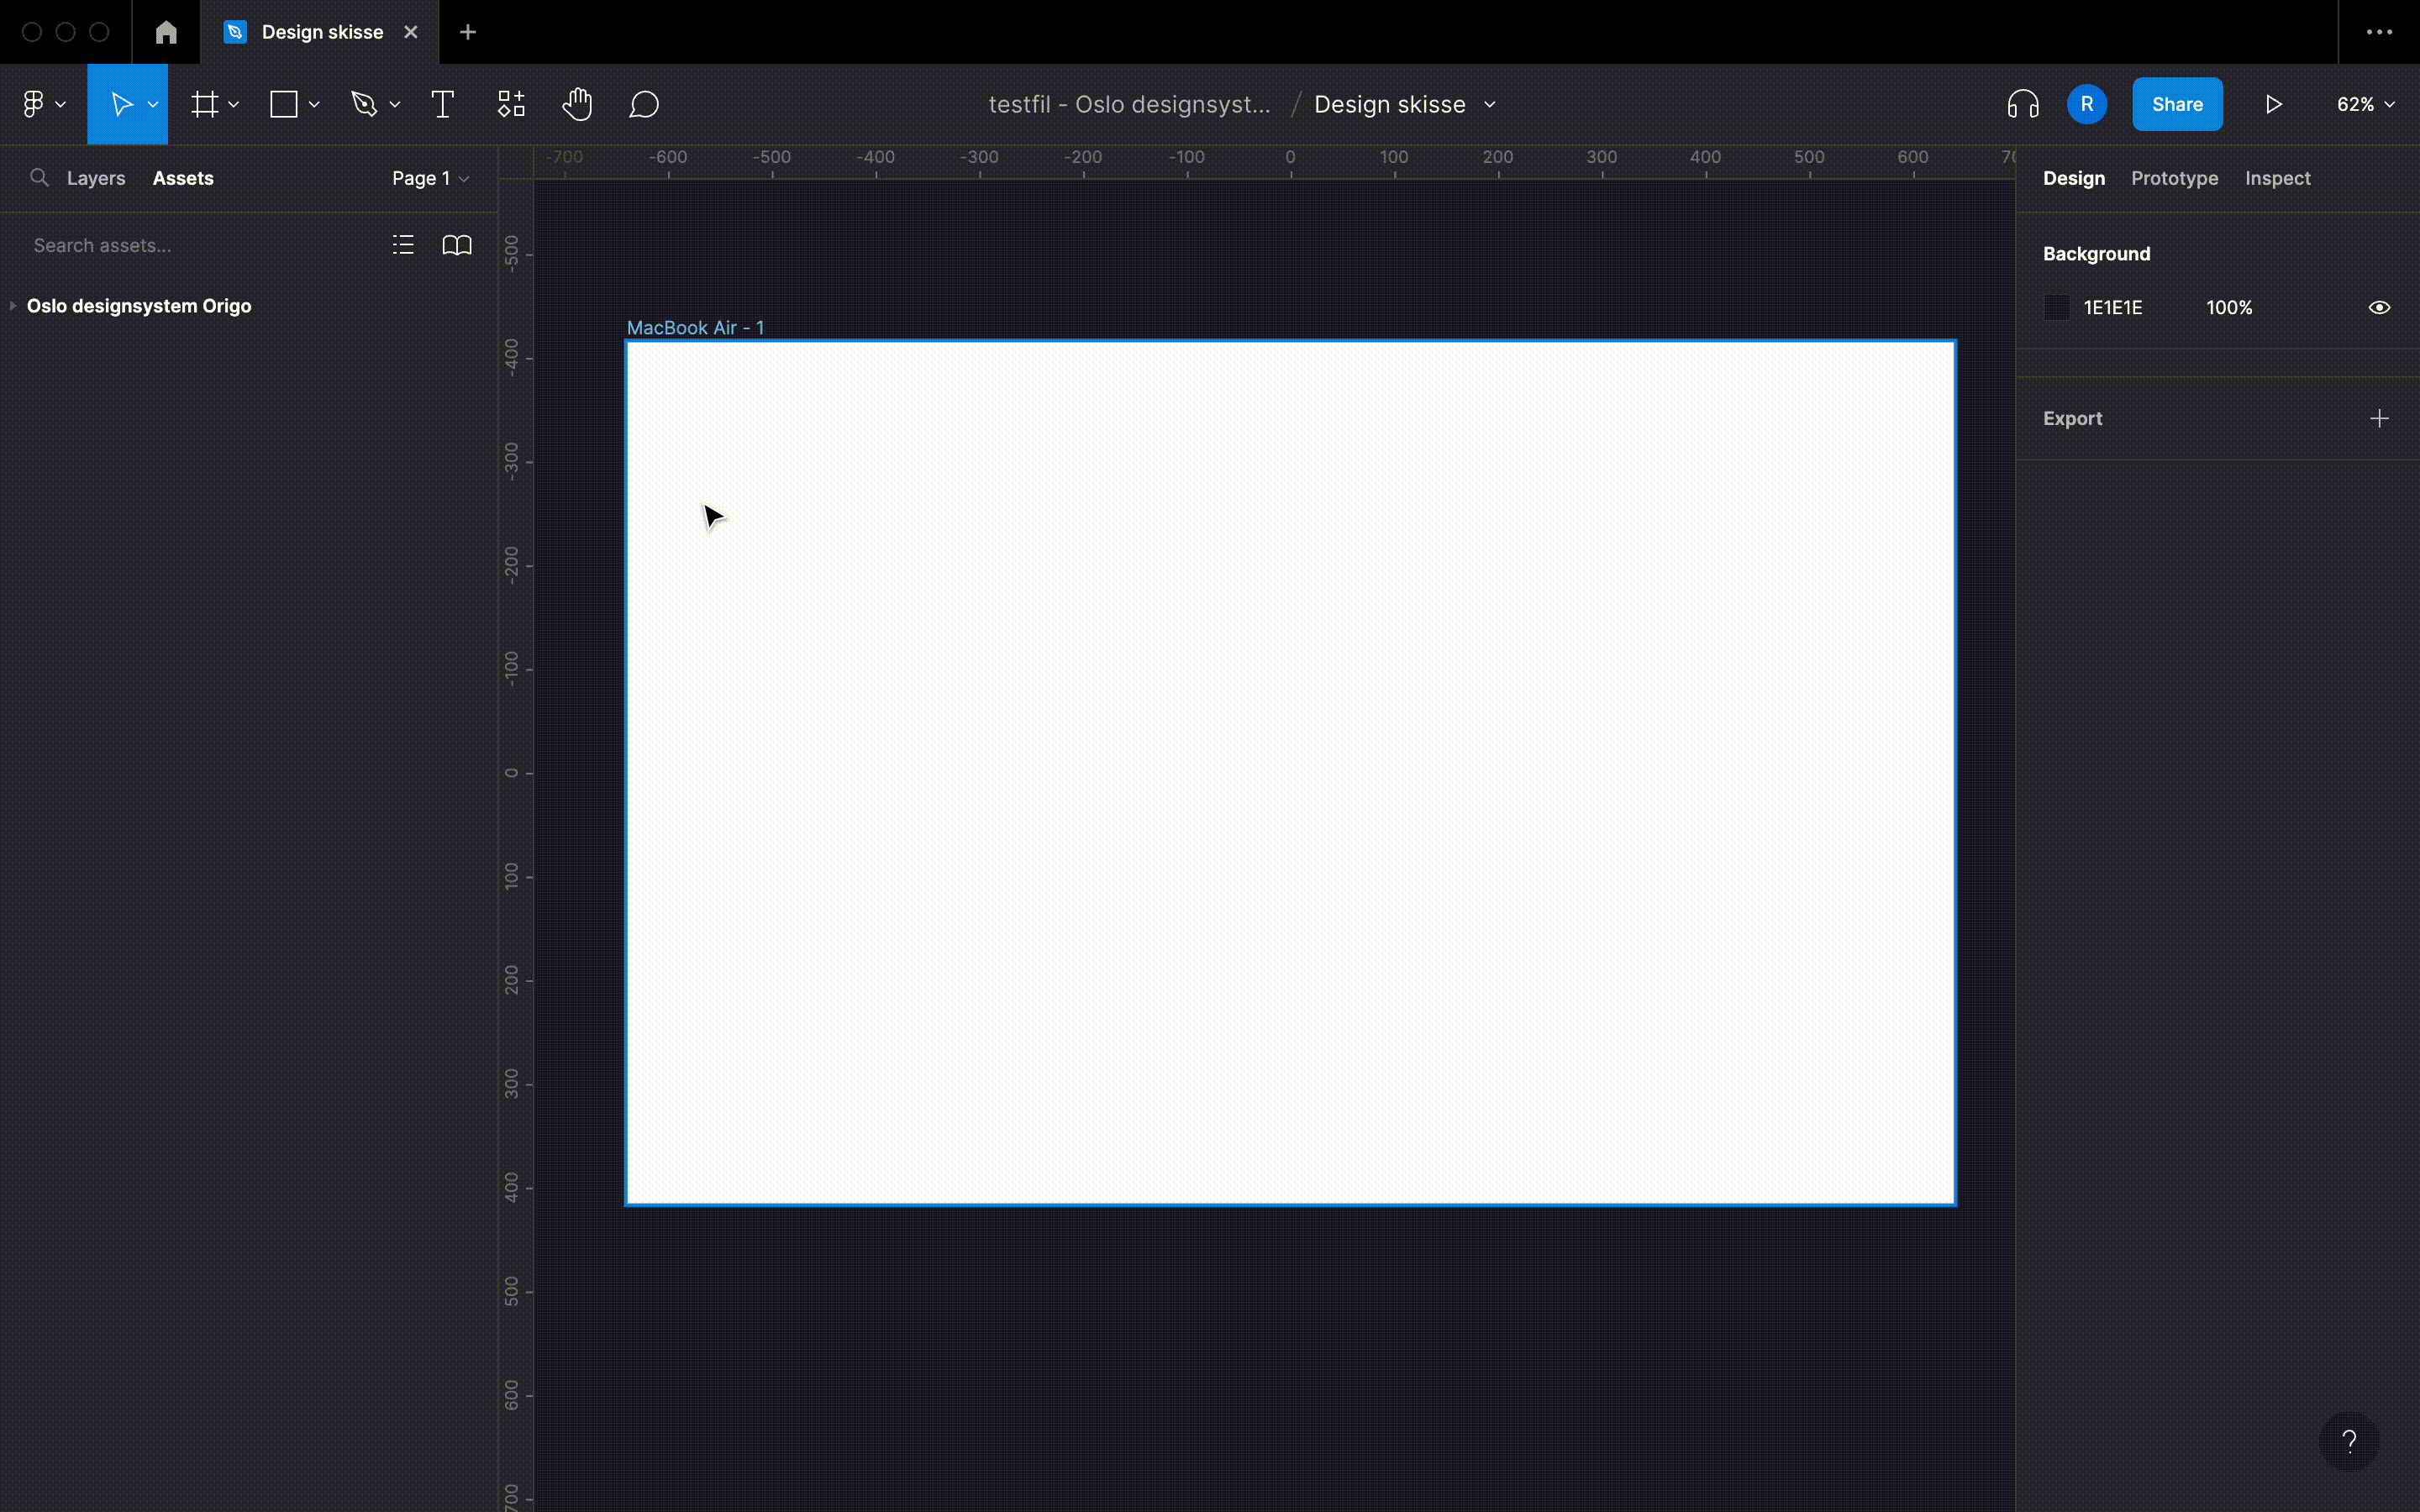 Design skisse
testfil - Oslo designsyst... / Design skisse
R
Share
62%
Layers Assets Page 1
-700 -600 -500 -400 -300 -200 -100 0 100 200 300 400 500 600
Design Prototype Inspect
Search assets...
Background
Oslo designsystem Origo
1E1E1E 100%
MacBook Air - 1
Export
-500
-400
-300
-200
-100
0
100
200
300
400
500
600
700
?